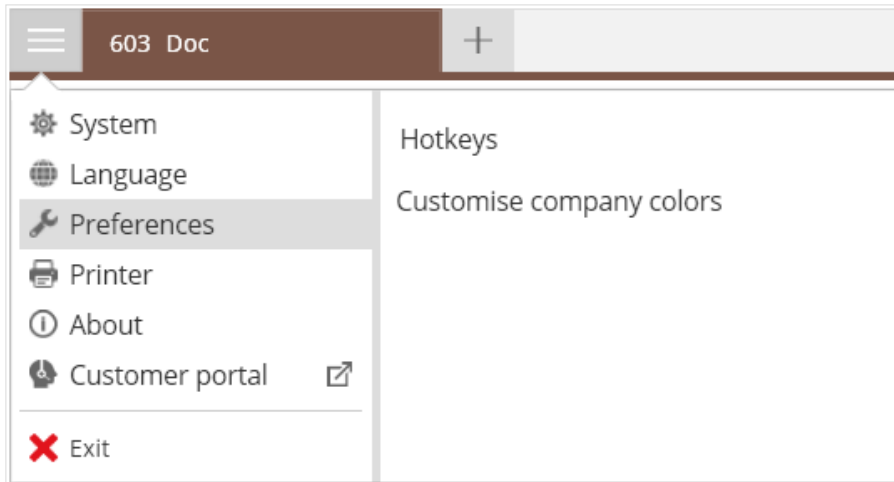 603 Doc
System
Language
Preferences
Printer
About
Customer portal
Exit
Hotkeys
Customise company colors